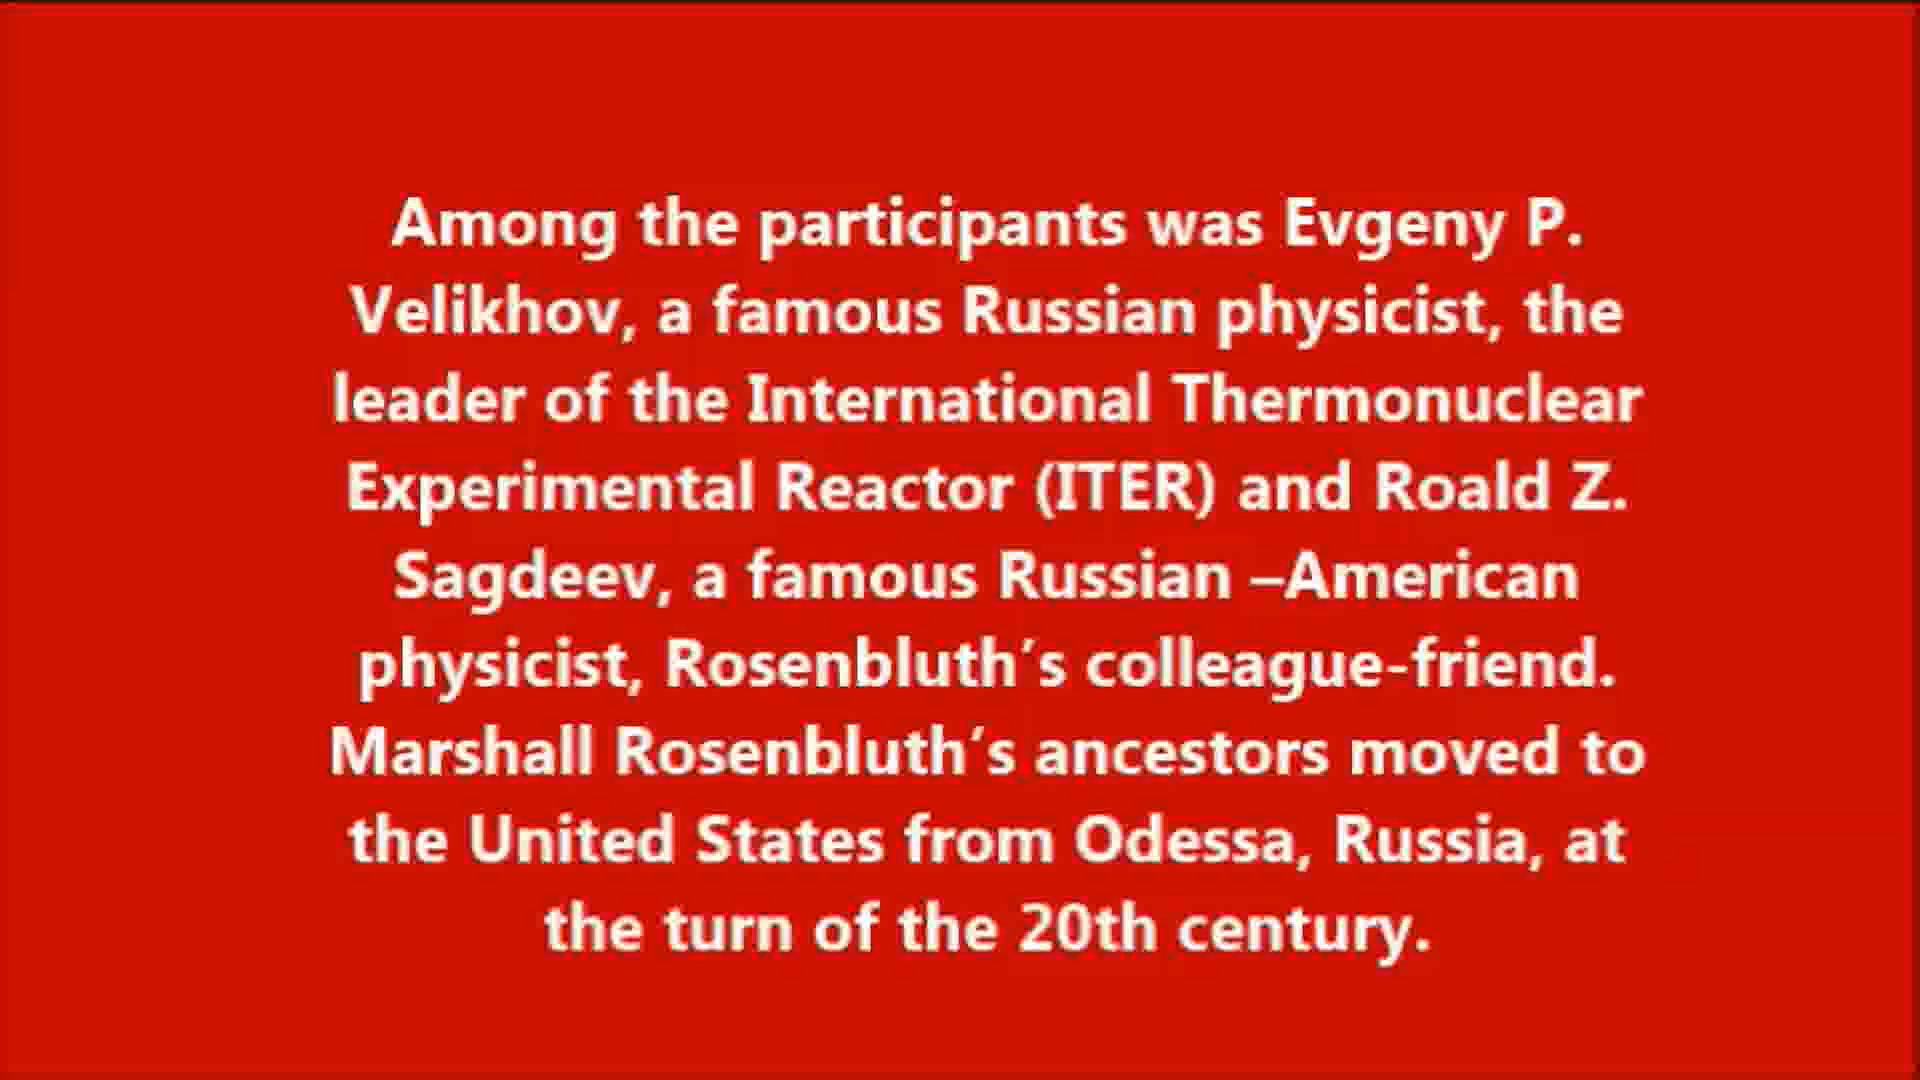 Among the participants was Evgeny P.
Velikhov, a famous Russian physicist, the
leader of the International Thermonuclear
Experimental Reactor (ITER) and Roald Z.
Sagdeev, a famous Russian –American
physicist, Rosenbluth′s colleague-friend.
Marshall Rosenbluth′s ancestors moved to
the United States from Odessa, Russia, at
the turn of the 20th century.